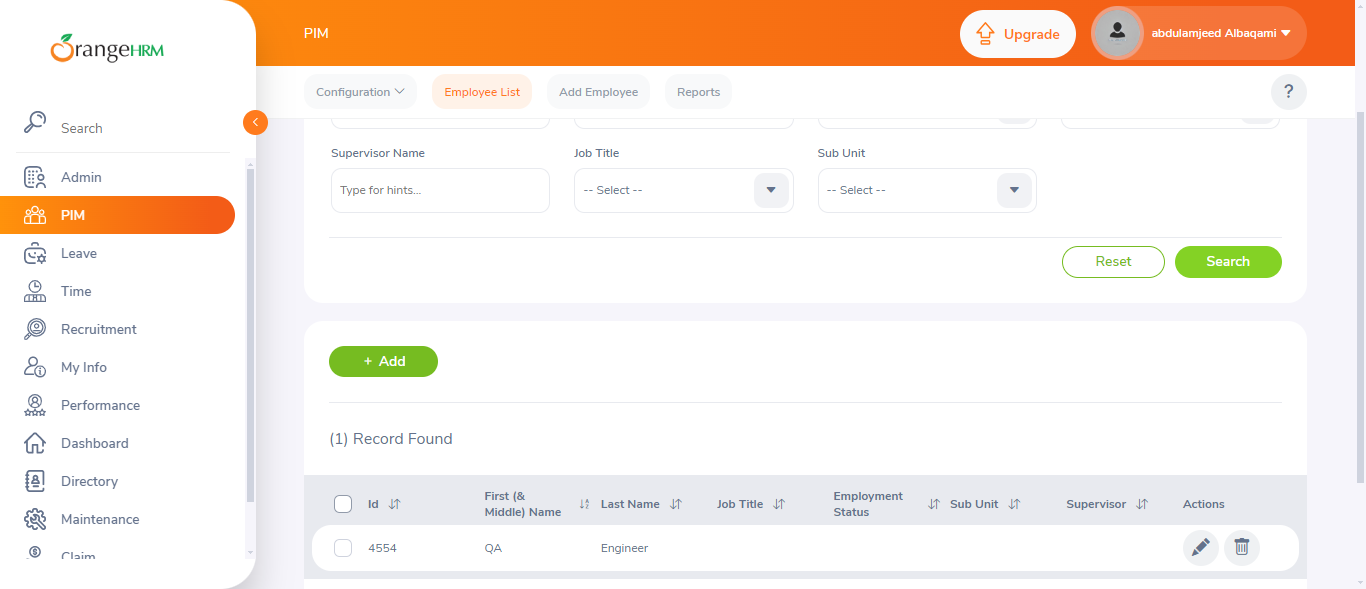 OrangeHRM
PIM
Upgrade
abdulamjeed Albaqami
Configuration
Employee List
Add Employee
Reports
?
Search
Admin
PIM
Leave
Time
Recruitment
My Info
Performance
Dashboard
Directory
Maintenance
Claim
Supervisor Name
Job Title
Sub Unit
Type for hints...
-- Select --
-- Select --
Reset
Search
+ Add
(1) Record Found
Id
First (&
Middle) Name
Last Name
Job Title
Employment
Status
Sub Unit
Supervisor
Actions
4554
QA
Engineer